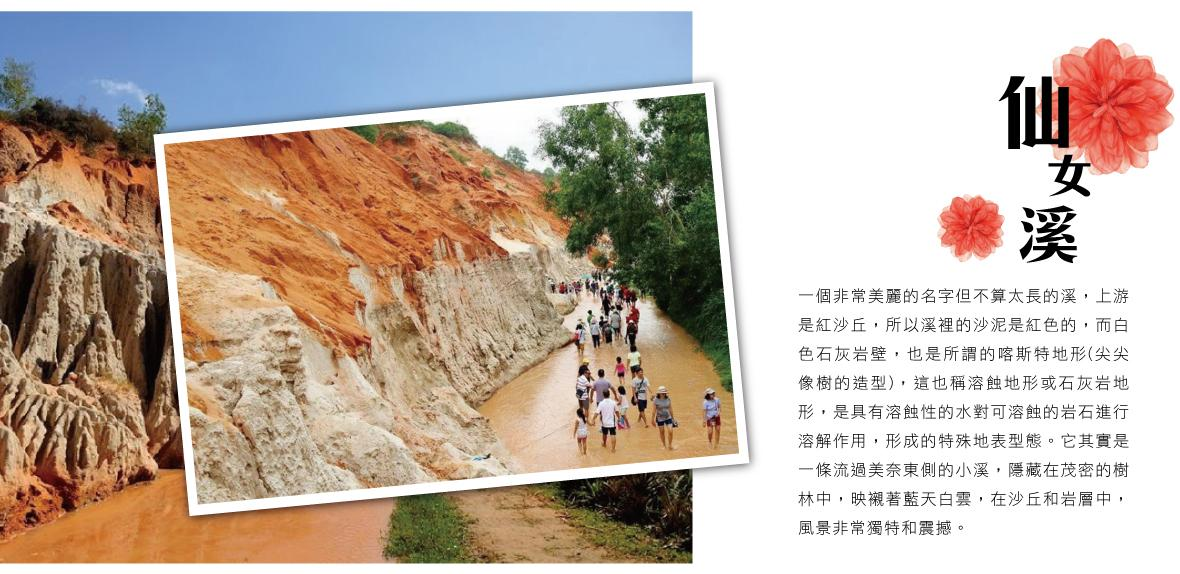 仙
女
溪
一個非常美麗的名字但不算太長的溪，上游
是紅沙丘，所以溪裡的沙泥是紅色的，而白
色石灰岩壁，也是所謂的喀斯特地形(尖尖
像樹的造型)，這也稱溶蝕地形或石灰岩地
形，是具有溶蝕性的水對可溶蝕的岩石進行
溶解作用，形成的特殊地表型態。它其實是
一條流過美奈東側的小溪，隱藏在茂密的樹
林中，映襯著藍天白雲，在沙丘和岩層中，
風景非常獨特和震撼。